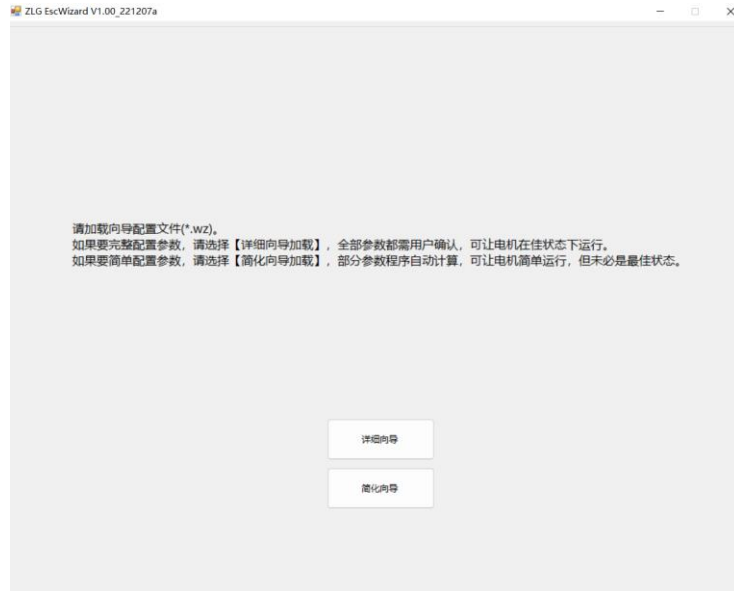 ZLG EscWizard V1.00_221207a
请加载向导配置文件(*.wz)。
如果要完整配置参数，请选择【详细向导加载】，全部参数都需用户确认，可让电机在佳状态下运行。
如果要简单配置参数，请选择【简化向导加载】，部分参数程序自动计算，可让电机简单运行，但未必是最佳状态。
详细向导
简化向导